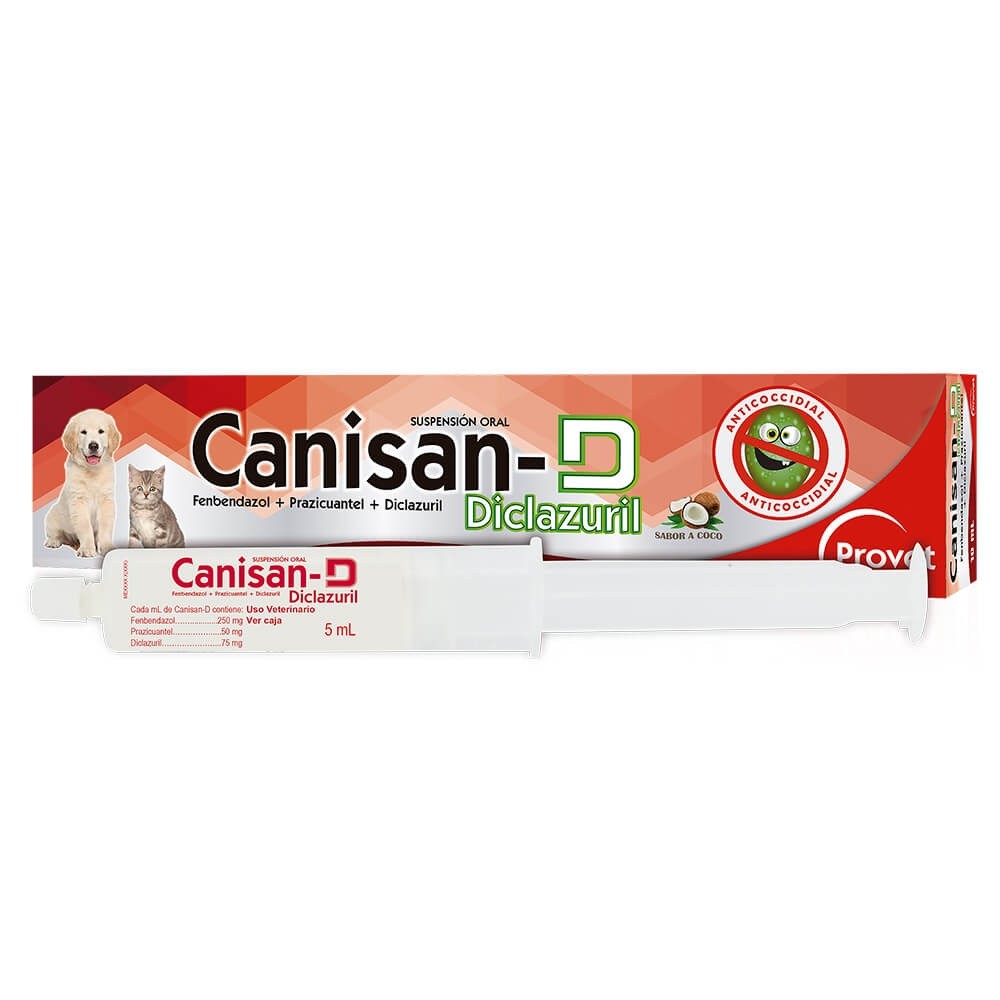 SUSPENSIÓN ORAL
Canisan-D
Fenbendazol + Prazicuantel + Diclazuril
Diclazuril
SABOR A COCO
ANTICOCCIDIAL
ANTICOCCIDIAL
Provet
Canisan-D
10 mL
SUSPENSIÓN ORAL
Canisan-D
Fenbendazol + Prazicuantel + Diclazuril
Diclazuril
Cada mL de Canisan-D contiene: Uso Veterinario
Fenbendazol..................250 mg Ver caja
Prazicuantel....................50 mg
Diclazuril........................75 mg
5 mL